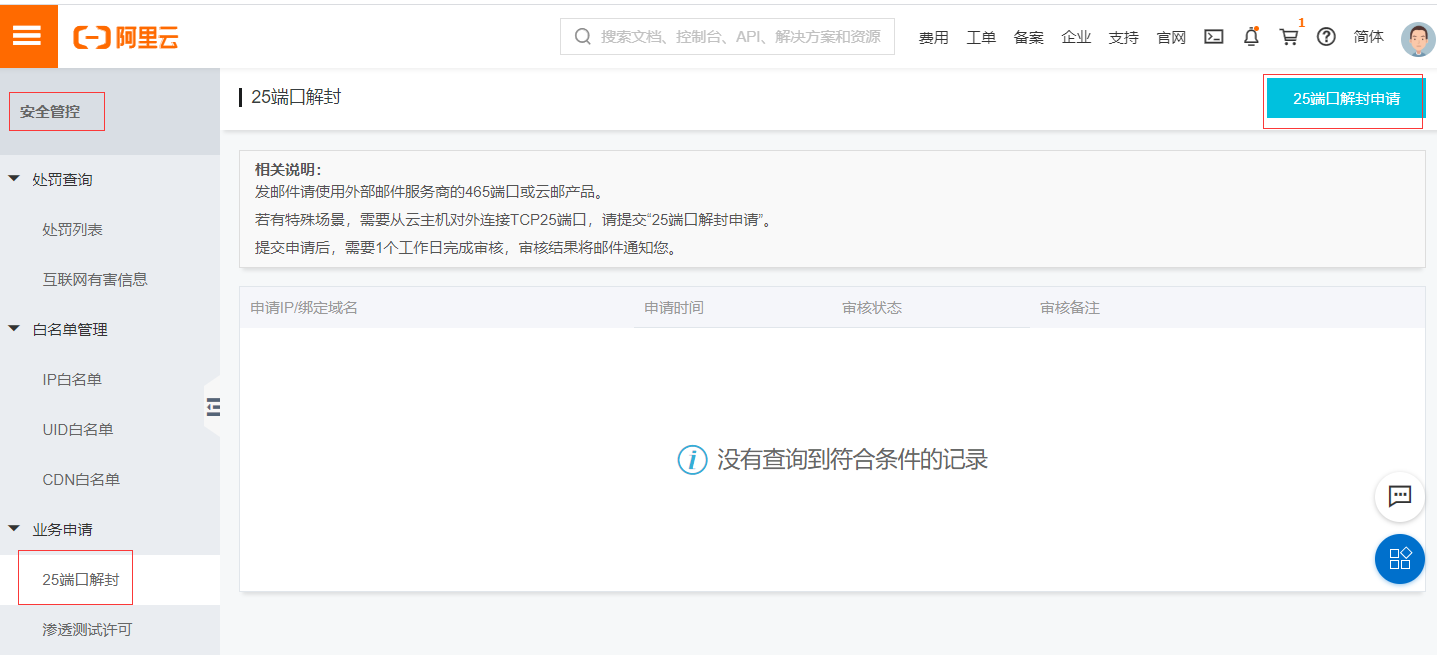 阿里云
搜索文档、控制台、API、解决方案和资源
费用 工单 备案 企业 支持 官网 1 简体
安全管控
25端口解封
25端口解封申请
处罚查询
处罚列表
互联网有害信息
白名单管理
IP白名单
UID白名单
CDN白名单
业务申请
25端口解封
渗透测试许可
相关说明：
发邮件请使用外部邮件服务商的465端口或云邮产品。
若有特殊场景，需要从云主机对外连接TCP25端口，请提交“25端口解封申请”。
提交申请后，需要1个工作日完成审核，审核结果将邮件通知您。
申请IP/绑定域名 申请时间 审核状态 审核备注
没有查询到符合条件的记录